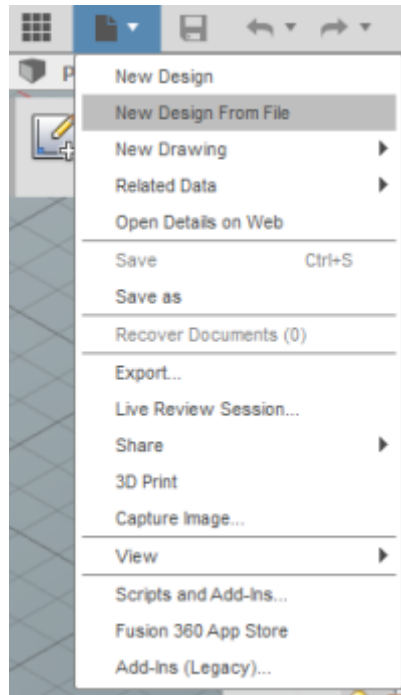 P
New Design
New Design From File
New Drawing
Related Data
Open Details on Web
Save Ctrl+S
Save as
Recover Documents (0)
Export...
Live Review Session...
Share
3D Print
Capture Image...
View
Scripts and Add-Ins...
Fusion 360 App Store
Add-Ins (Legacy)...